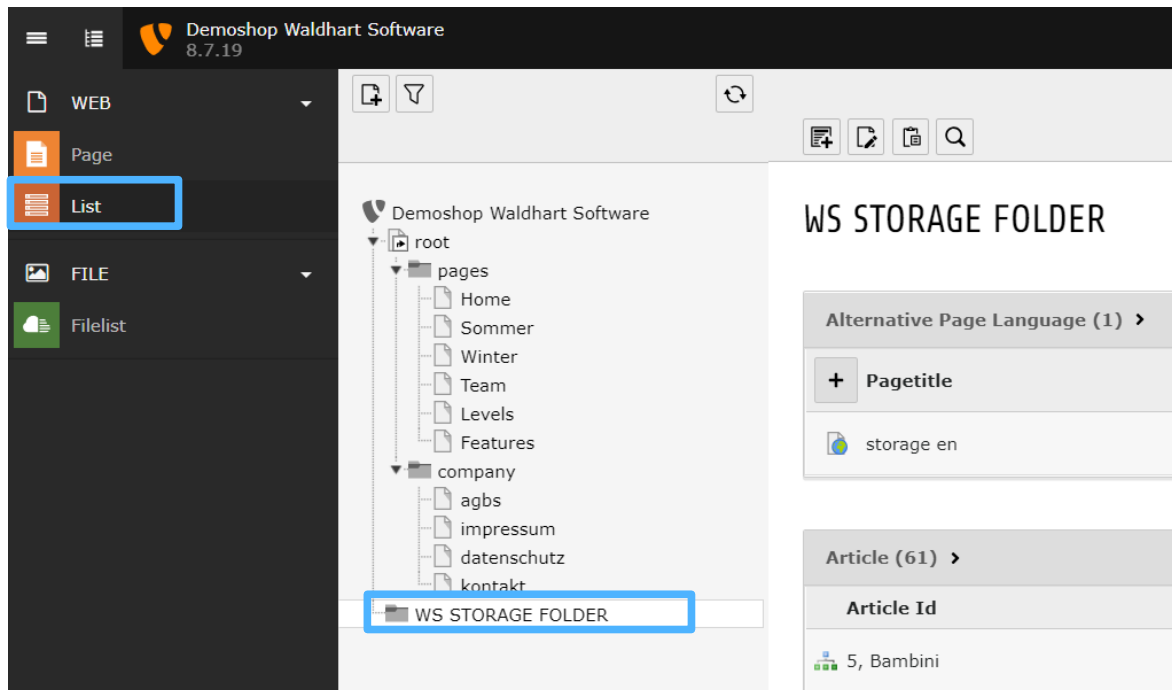 Demoshop Waldhart Software
8.7.19
WEB
Page
List
FILE
Filelist
Demoshop Waldhart Software
root
pages
Home
Sommer
Winter
Team
Levels
Features
company
agbs
impressum
datenschutz
kontakt
WS STORAGE FOLDER
WS STORAGE FOLDER
Alternative Page Language (1)
Pagetitle
storage en
Article (61)
Article Id
5, Bambini